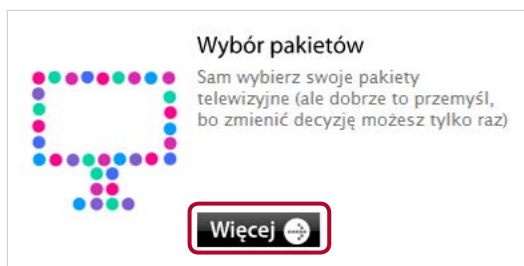 Wybór pakietów
Sam wybierz swoje pakiety
telewizyjne (ale dobrze to przemyśl,
bo zmienić decyzję możesz tylko raz)
Więcej